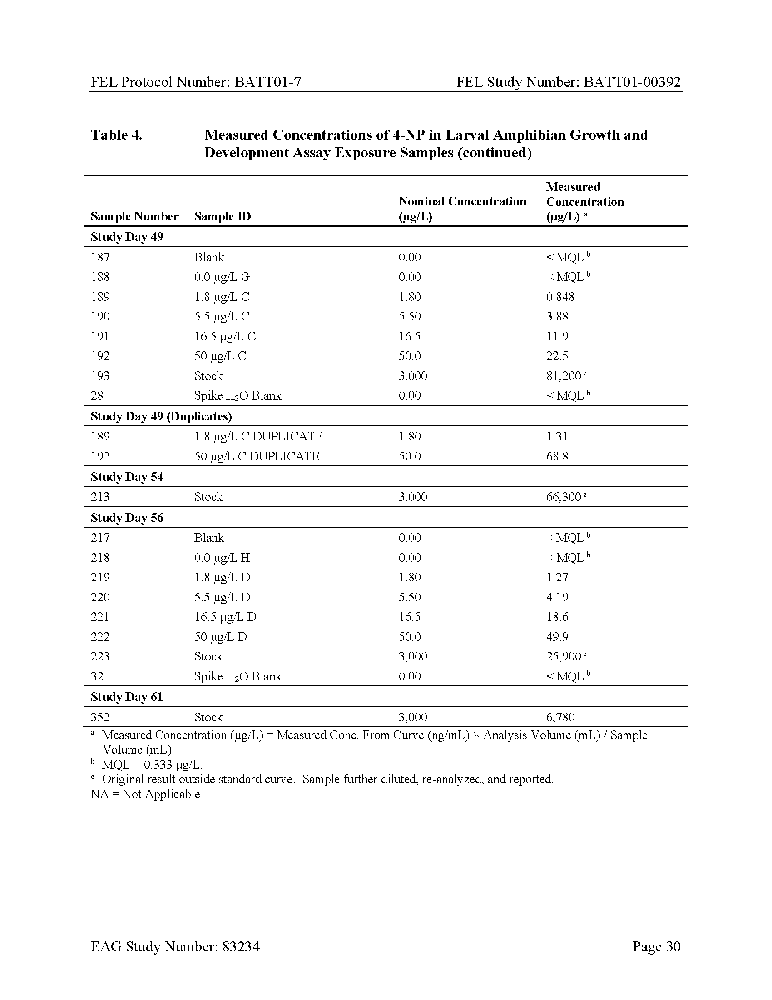 FEL Protocol Number: BATT01-7 FEL Study Number: BATT01-00392
Table 4. Measured Concentrations of 4-NP in Larval Amphibian Growth and
Development Assay Exposure Samples (continued)
Measured
Nominal Concentration Concentration
Sample Number Sample ID (µg/L) (µg/L) ᵃ
Study Day 49
187 Blank 0.00 < MQL ᵇ
188 0.0 µg/L G 0.00 < MQL ᵇ
189 1.8 µg/L C 1.80 0.848
190 5.5 µg/L C 5.50 3.88
191 16.5 µg/L C 16.5 11.9
192 50 µg/L C 50.0 22.5
193 Stock 3,000 81,200 ᶜ
28 Spike H₂O Blank 0.00 < MQL ᵇ
Study Day 49 (Duplicates)
189 1.8 µg/L C DUPLICATE 1.80 1.31
192 50 µg/L C DUPLICATE 50.0 68.8
Study Day 54
213 Stock 3,000 66,300 ᶜ
Study Day 56
217 Blank 0.00 < MQL ᵇ
218 0.0 µg/L H 0.00 < MQL ᵇ
219 1.8 µg/L D 1.80 1.27
220 5.5 µg/L D 5.50 4.19
221 16.5 µg/L D 16.5 18.6
222 50 µg/L D 50.0 49.9
223 Stock 3,000 25,900 ᶜ
32 Spike H₂O Blank 0.00 < MQL ᵇ
Study Day 61
352 Stock 3,000 6,780
ᵃ Measured Concentration (µg/L) = Measured Conc. From Curve (ng/mL) × Analysis Volume (mL) / Sample
Volume (mL)
ᵇ MQL = 0.333 µg/L.
ᶜ Original result outside standard curve. Sample further diluted, re-analyzed, and reported.
NA = Not Applicable
EAG Study Number: 83234 Page 30